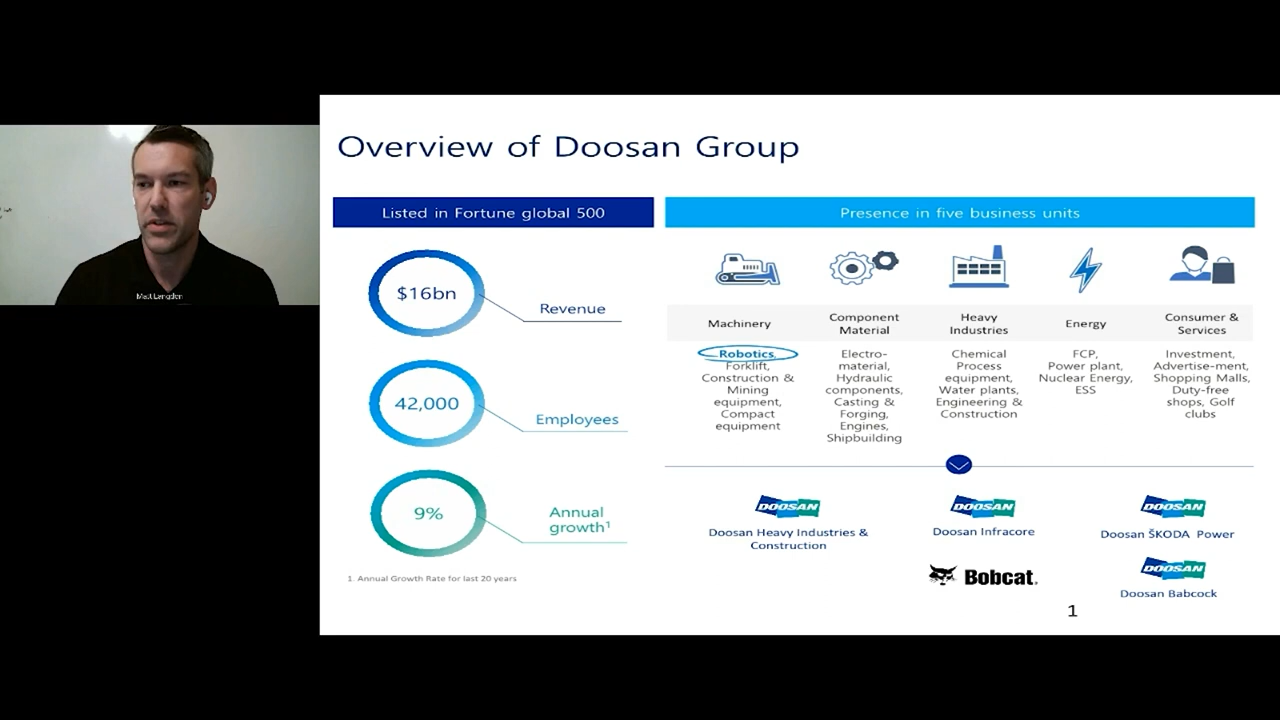 Overview of Doosan Group
Matt Langdon
Listed in Fortune global 500
$16bn
Revenue
42,000
Employees
9%
Annual
growth¹
1. Annual Growth Rate for last 20 years
Presence in five business units
Machinery
Component
Material
Heavy
Industries
Energy
Consumer &
Services
Robotics,
Forklift,
Construction &
Mining
equipment,
Compact
equipment
Electro-
material,
Hydraulic
components,
Casting &
Forging,
Engines,
Shipbuilding
Chemical
Process
equipment,
Water plants,
Engineering &
Construction
FCP,
Power plant,
Nuclear Energy,
ESS
Investment,
Advertise-ment,
Shopping Malls,
Duty-free
shops, Golf
clubs
DOOSAN
Doosan Heavy Industries &
Construction
DOOSAN
Doosan Infracore
Bobcat.
DOOSAN
Doosan ŠKODA Power
DOOSAN
Doosan Babcock
1